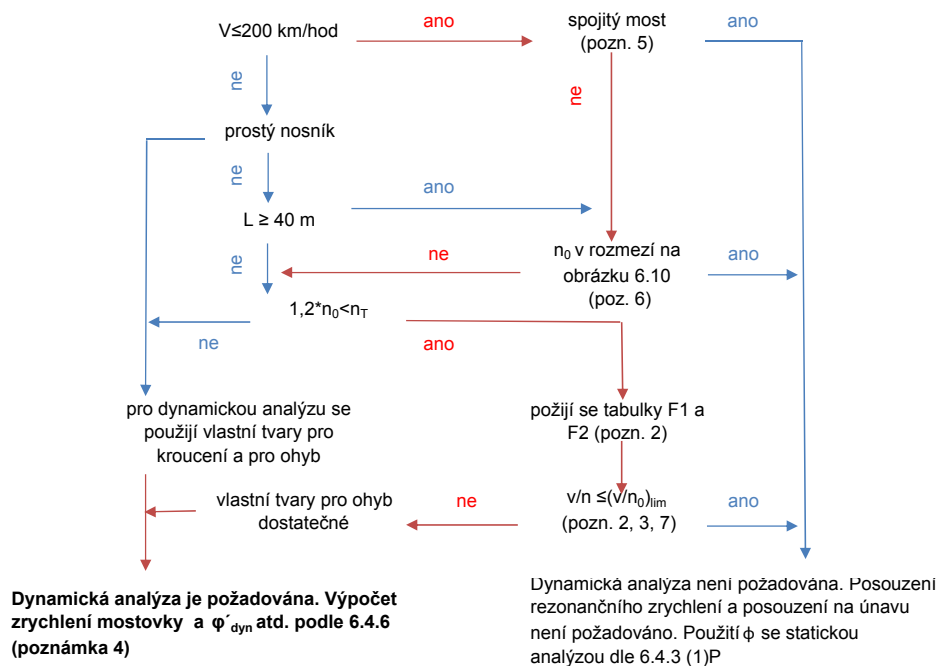 V≤200 km/hod
ano
spojitý most
(pozn. 5)
ano
ne
ne
prostý nosník
ne
ano
L ≥ 40 m
ne
ne
n₀ v rozmezí na
obrázku 6.10
(poz. 6)
ano
1,2*n₀<n_T
ne
ano
pro dynamickou analýzu se
použijí vlastní tvary pro
kroucení a pro ohyb
požijí se tabulky F1 a
F2 (pozn. 2)
vlastní tvary pro ohyb
dostatečné
ne
v/n ≤(v/n₀)lim
(pozn. 2, 3, 7)
ano
Dynamická analýza je požadována. Výpočet
zrychlení mostovky a φ´dyn atd. podle 6.4.6
(poznámka 4)
Dynamická analýza není požadována. Posouzení
rezonančního zrychlení a posouzení na únavu
není požadováno. Použití ϕ se statickou
analýzou dle 6.4.3 (1)P